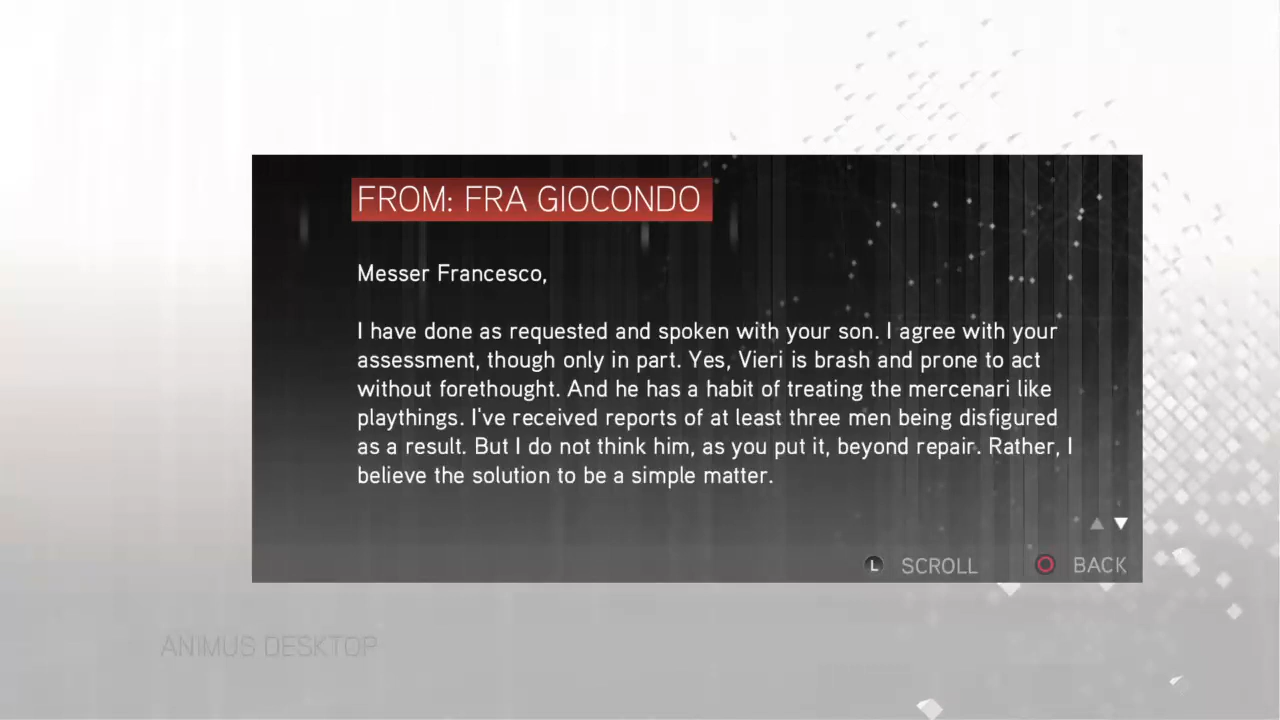 FROM: FRA GIOCONDO
Messer Francesco,
I have done as requested and spoken with your son. I agree with your
assessment, though only in part. Yes, Vieri is brash and prone to act
without forethought. And he has a habit of treating the mercenari like
playthings. I've received reports of at least three men being disfigured
as a result. But I do not think him, as you put it, beyond repair. Rather, I
believe the solution to be a simple matter.
L SCROLL BACK
ANIMUS DESKTOP